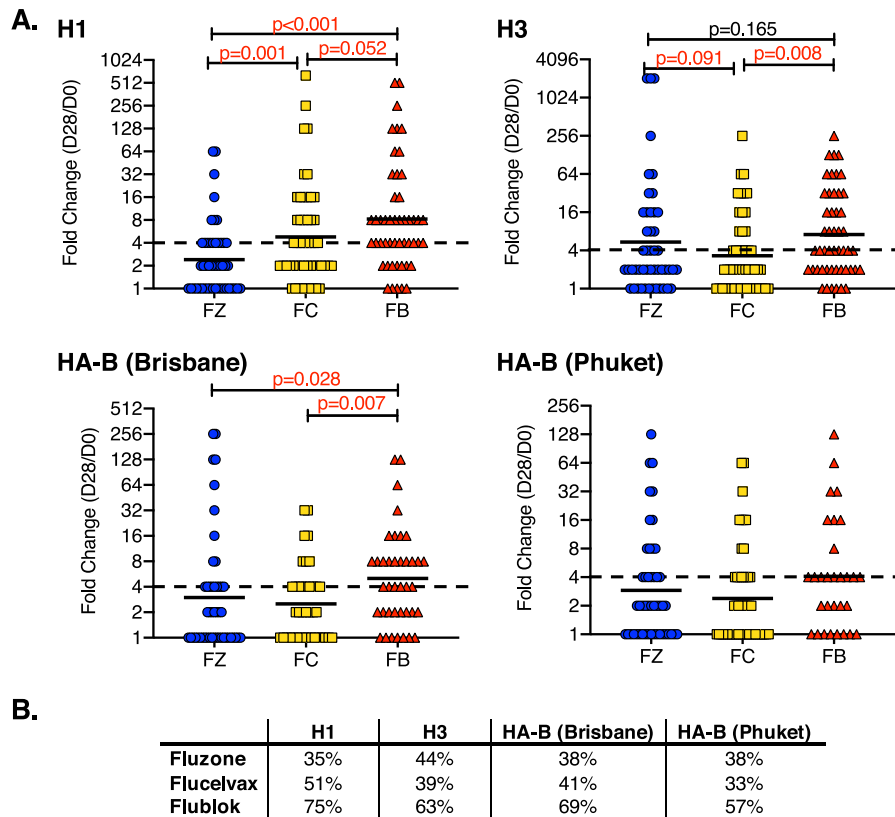 A.
H1
p<0.001
p=0.001
p=0.052
Fold Change (D28/D0)
1024
512
256
128
64
32
16
8
4
2
1
FZ
FC
FB
H3
p=0.165
p=0.091
p=0.008
Fold Change (D28/D0)
4096
1024
256
64
16
4
1
FZ
FC
FB
HA-B (Brisbane)
p=0.028
p=0.007
Fold Change (D28/D0)
512
256
128
64
32
16
8
4
2
1
FZ
FC
FB
HA-B (Phuket)
Fold Change (D28/D0)
256
128
64
32
16
8
4
2
1
FZ
FC
FB
B.
H1 H3 HA-B (Brisbane) HA-B (Phuket)
Fluzone 35% 44% 38% 38%
Flucelvax 51% 39% 41% 33%
Flublok 75% 63% 69% 57%